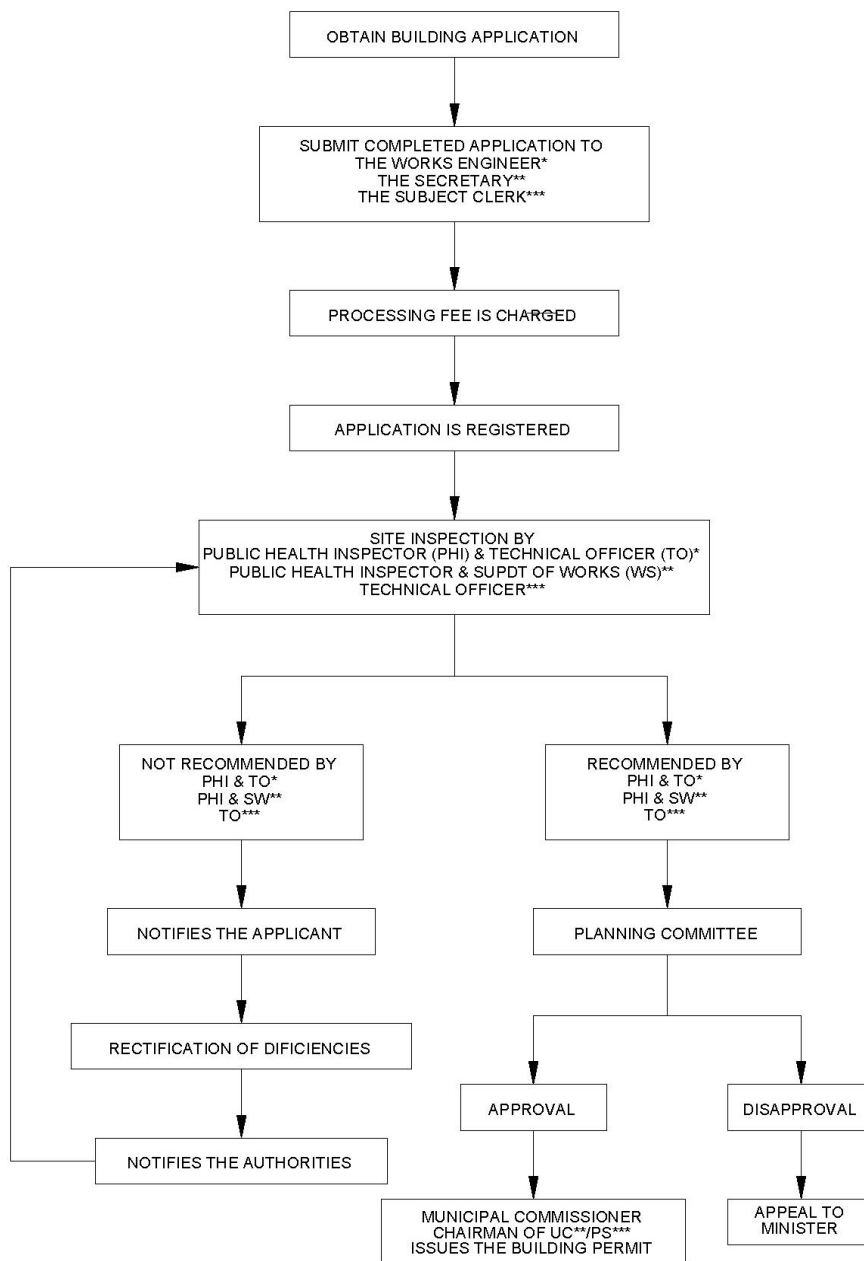 OBTAIN BUILDING APPLICATION
SUBMIT COMPLETED APPLICATION TO
THE WORKS ENGINEER*
THE SECRETARY**
THE SUBJECT CLERK***
PROCESSING FEE IS CHARGED
APPLICATION IS REGISTERED
SITE INSPECTION BY
PUBLIC HEALTH INSPECTOR (PHI) & TECHNICAL OFFICER (TO)*
PUBLIC HEALTH INSPECTOR & SUPDT OF WORKS (WS)**
TECHNICAL OFFICER***
NOT RECOMMENDED BY
PHI & TO*
PHI & SW**
TO***
RECOMMENDED BY
PHI & TO*
PHI & SW**
TO***
NOTIFIES THE APPLICANT
PLANNING COMMITTEE
RECTIFICATION OF DIFICIENCIES
APPROVAL
DISAPPROVAL
NOTIFIES THE AUTHORITIES
MUNICIPAL COMMISSIONER
CHAIRMAN OF UC**/PS***
ISSUES THE BUILDING PERMIT
APPEAL TO
MINISTER